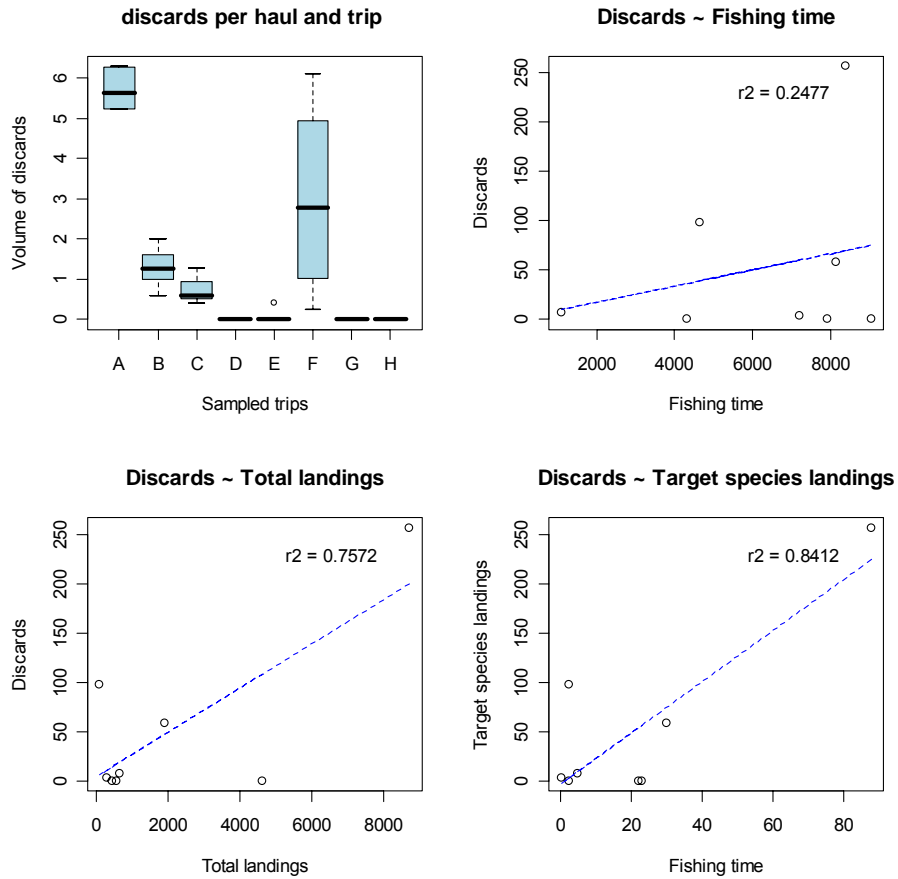 discards per haul and trip
Volume of discards
6
5
4
3
2
1
0
A B C D E F G H
Sampled trips
Discards ~ Fishing time
Discards
250
200
150
100
50
0
r2 = 0.2477
2000 4000 6000 8000
Fishing time
Discards ~ Total landings
Discards
250
200
150
100
50
0
r2 = 0.7572
0 2000 4000 6000 8000
Total landings
Discards ~ Target species landings
Target species landings
250
200
150
100
50
0
r2 = 0.8412
0 20 40 60 80
Fishing time